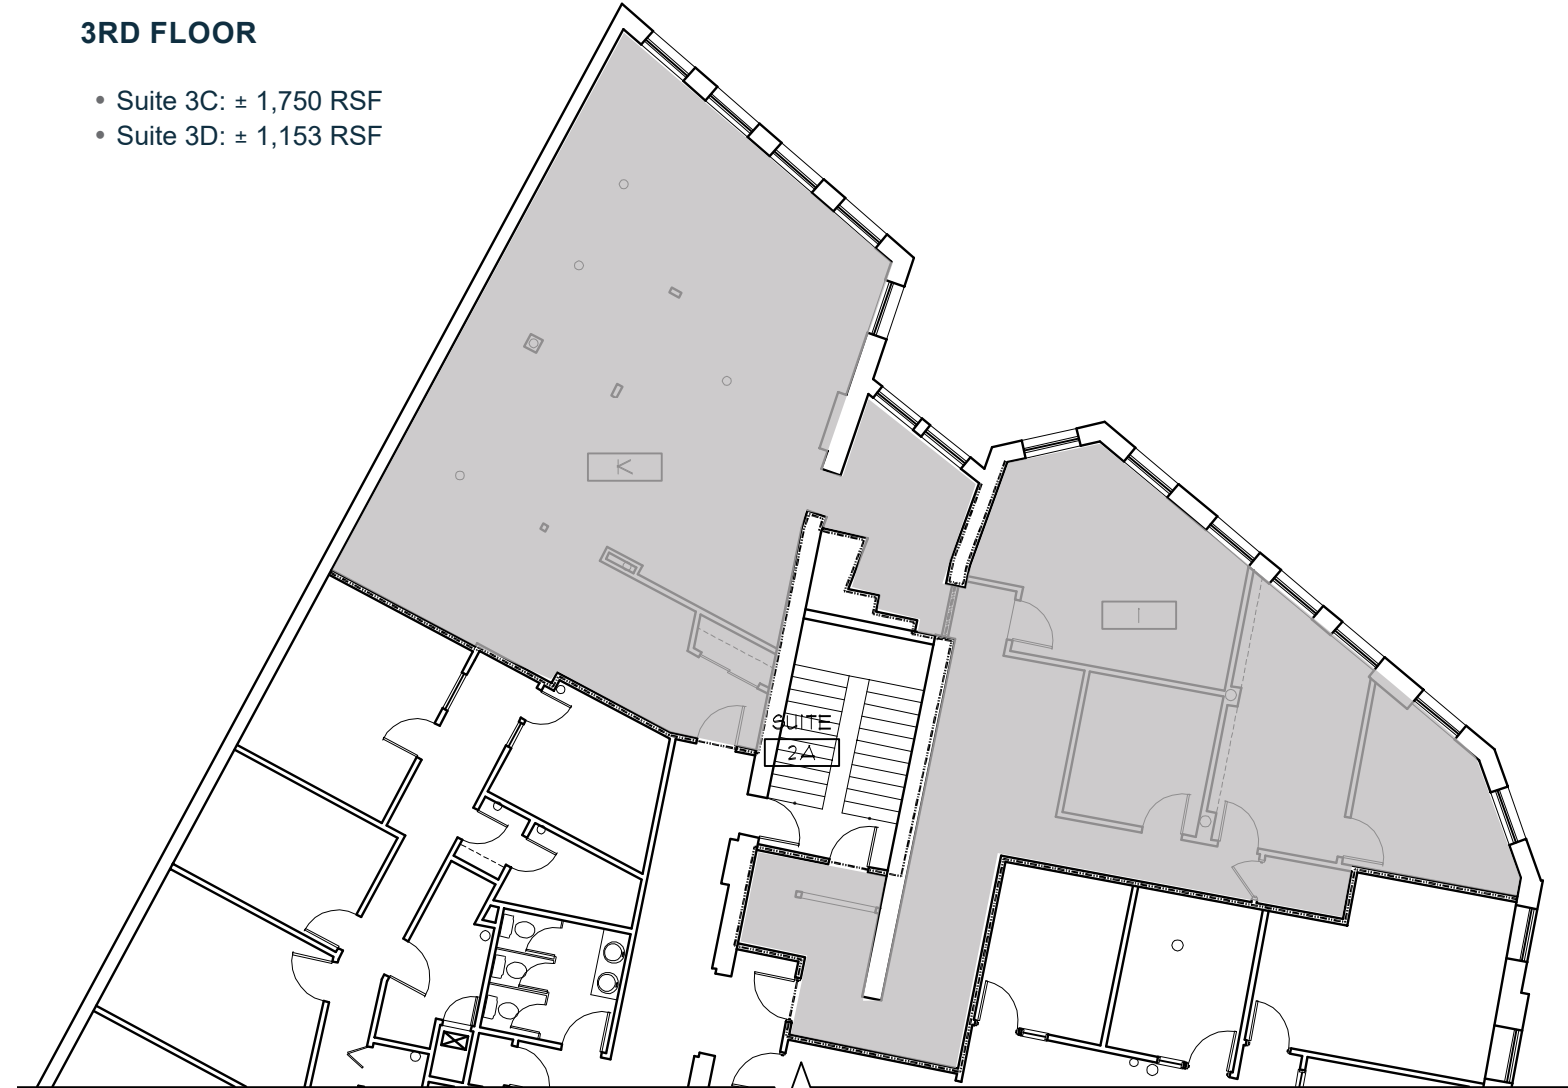 3RD FLOOR
• Suite 3C: ± 1,750 RSF
• Suite 3D: ± 1,153 RSF
K
I
SUITE
2A